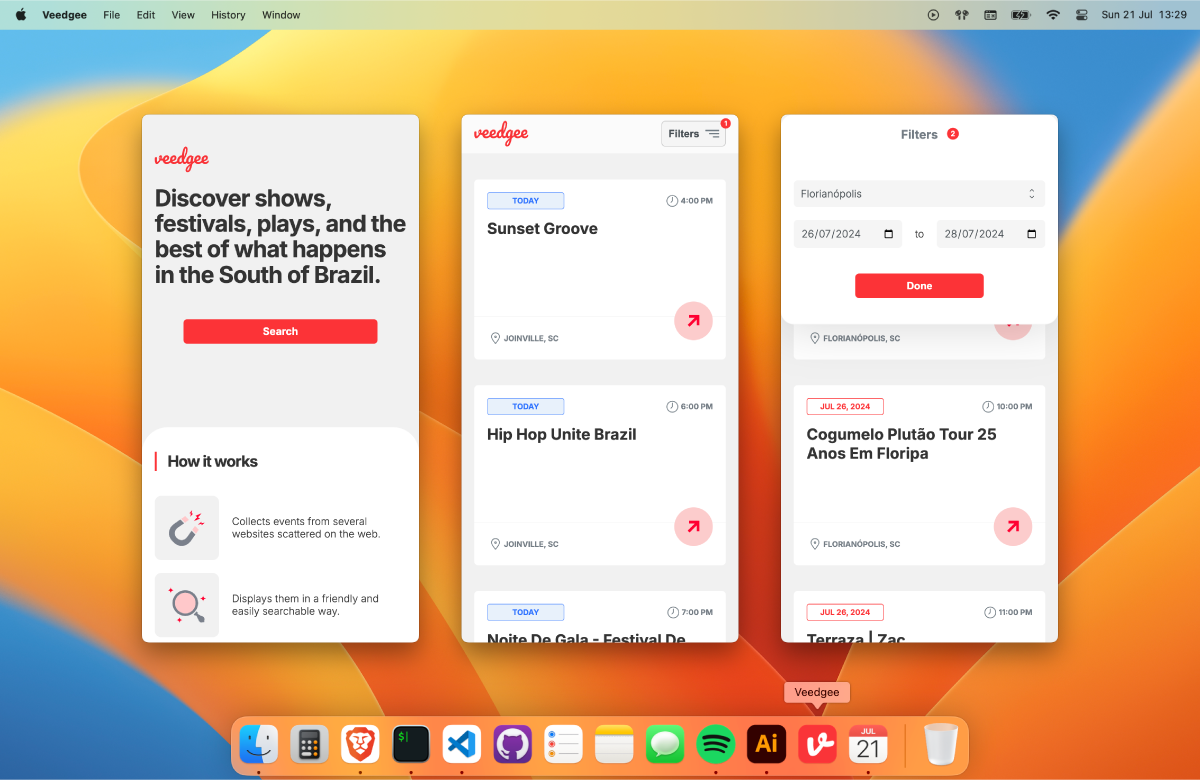 Veedgee File Edit View History Window Sun 21 Jul 13:29
veedgee
Discover shows,
festivals, plays, and the
best of what happens
in the South of Brazil.
Search
How it works
Collects events from several
websites scattered on the web.
Displays them in a friendly and
easily searchable way.
veedgee Filters 1
TODAY 4:00 PM
Sunset Groove
JOINVILLE, SC
TODAY 6:00 PM
Hip Hop Unite Brazil
JOINVILLE, SC
TODAY 7:00 PM
Noite De Gala - Festival De
Filters 2
Florianópolis
26/07/2024 to 28/07/2024
Done
FLORIANÓPOLIS, SC
JUL 26, 2024 10:00 PM
Cogumelo Plutão Tour 25
Anos Em Floripa
FLORIANÓPOLIS, SC
JUL 26, 2024 11:00 PM
Terraza | Zac
Veedgee
$
Ai
JUL
21